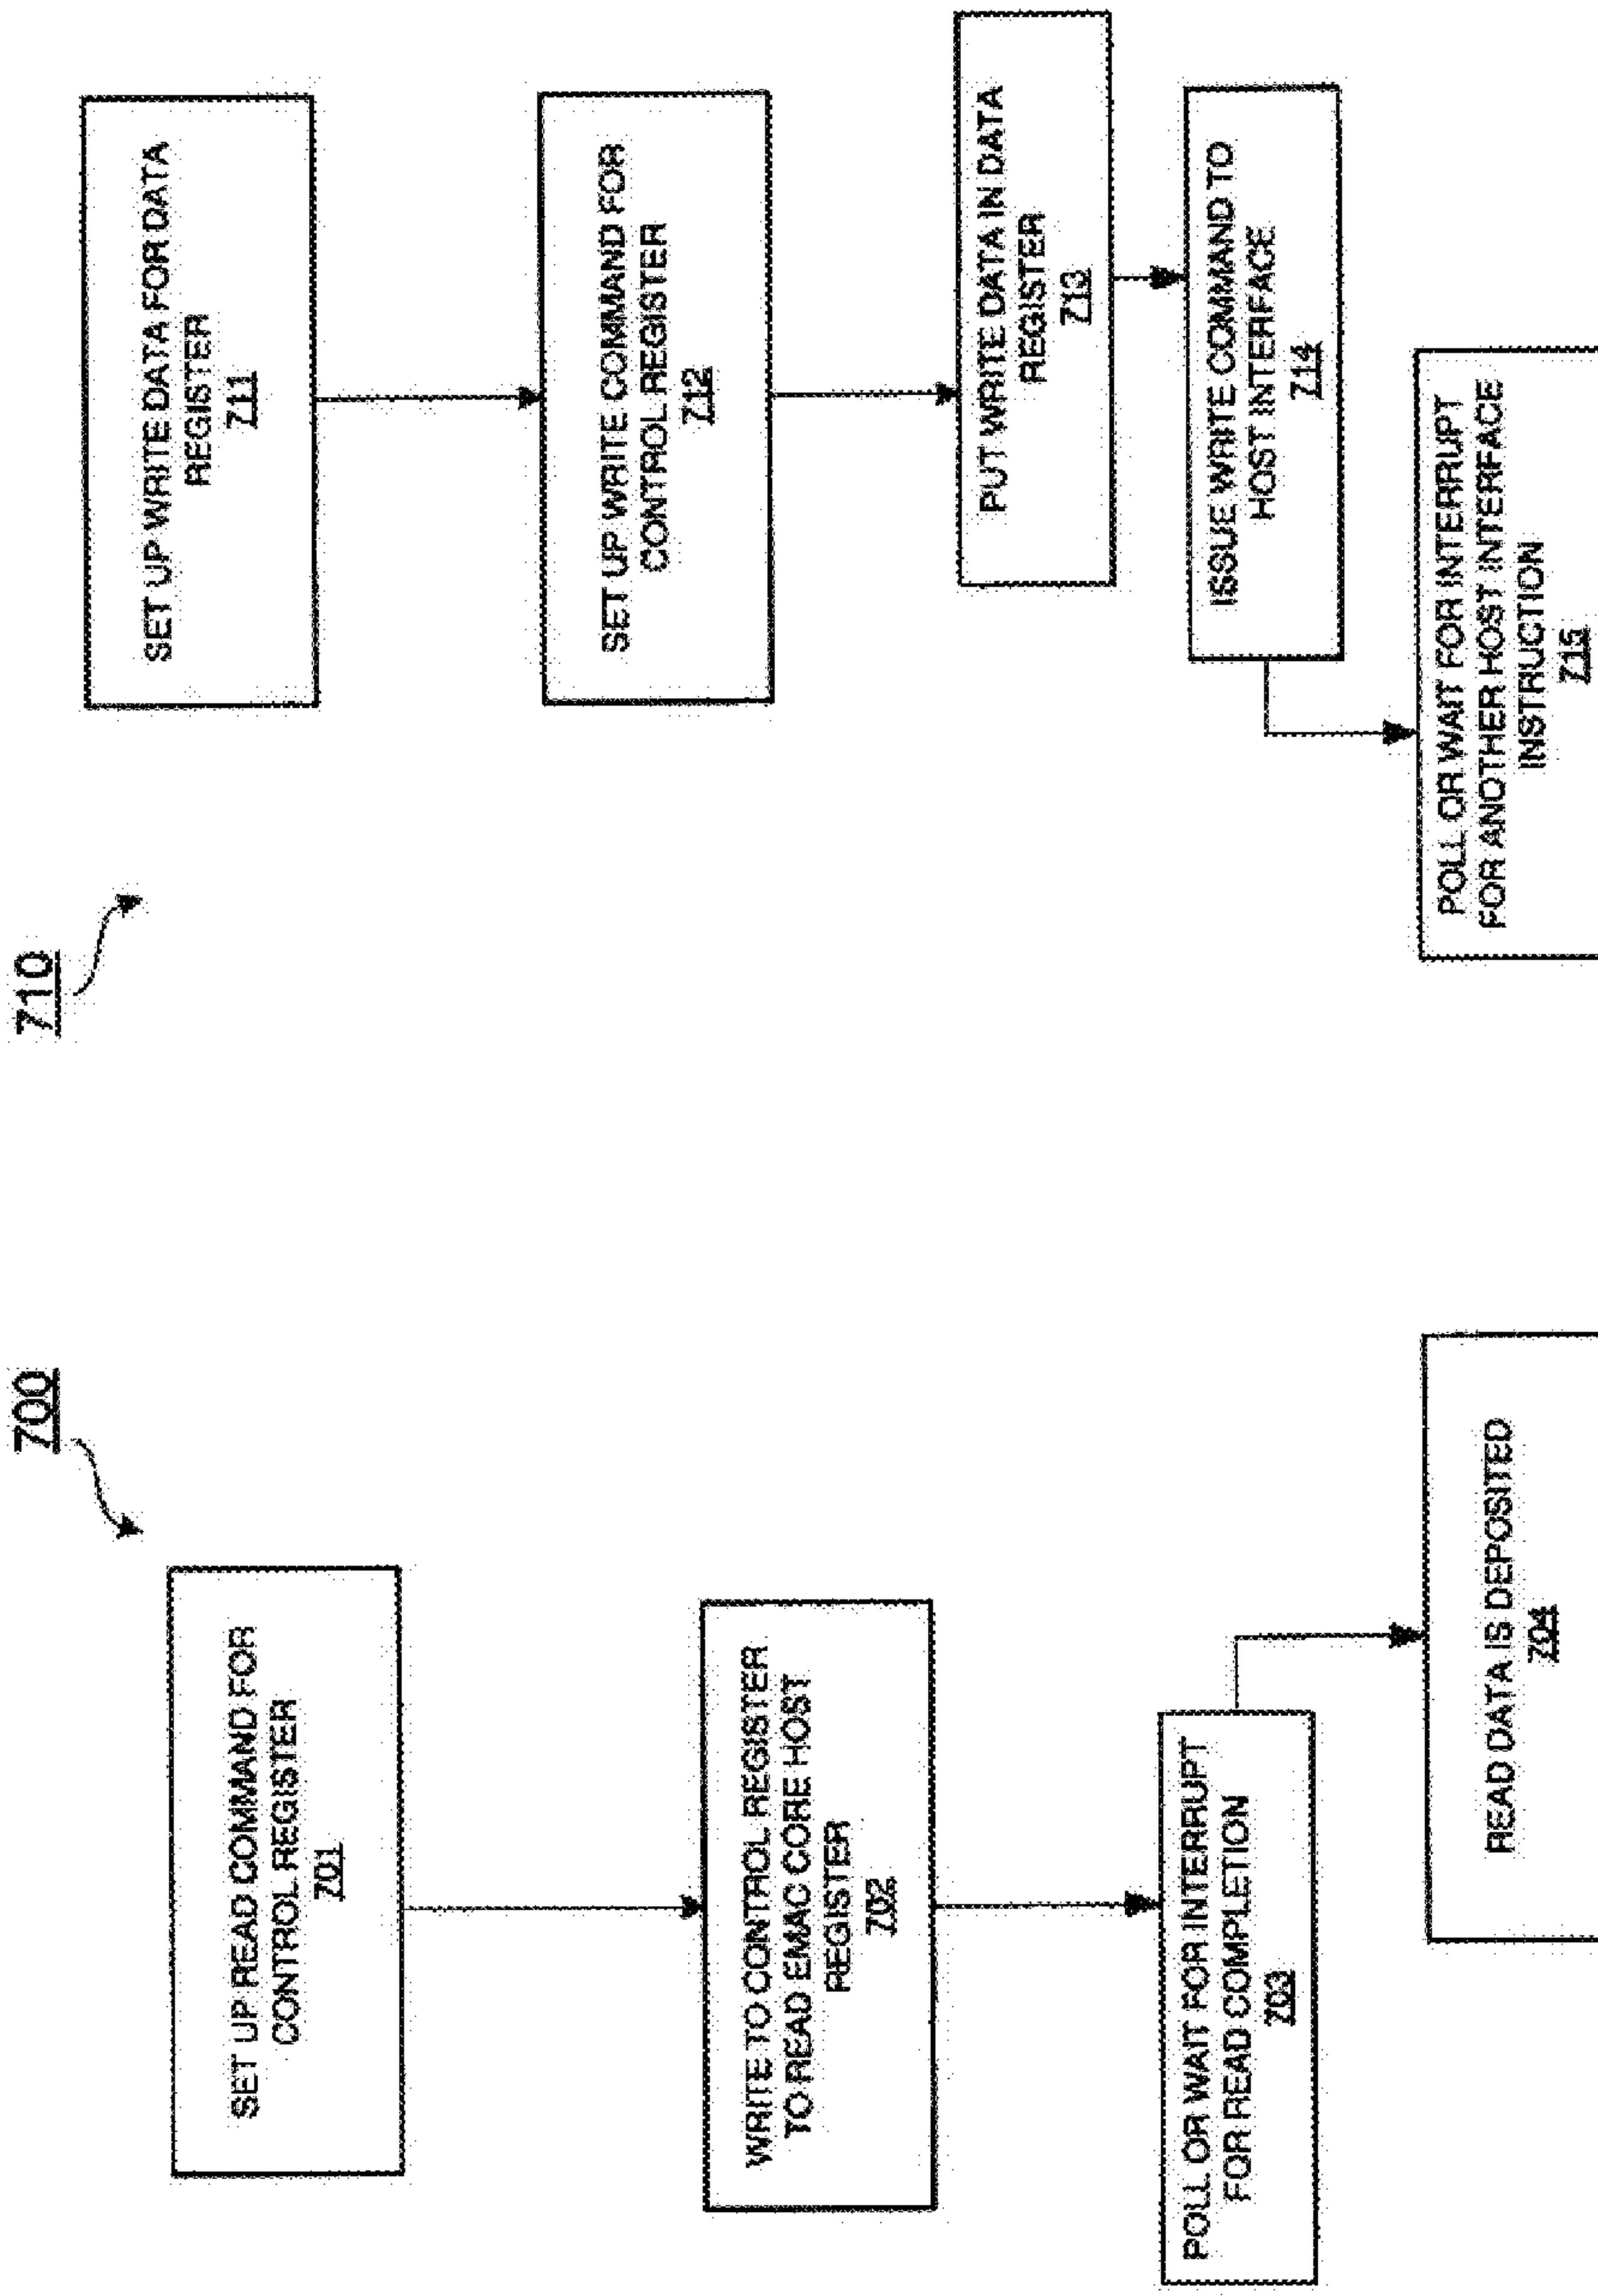 700
SET UP READ COMMAND FOR
CONTROL REGISTER
701
WRITE TO CONTROL REGISTER
TO READ EMAC CORE HOST
REGISTER
702
POLL OR WAIT FOR INTERRUPT
FOR READ COMPLETION
703
READ DATA IS DEPOSITED
704
710
SET UP WRITE DATA FOR DATA
REGISTER
711
SET UP WRITE COMMAND FOR
CONTROL REGISTER
712
PUT WRITE DATA IN DATA
REGISTER
713
ISSUE WRITE COMMAND TO
HOST INTERFACE
714
POLL OR WAIT FOR INTERRUPT
FOR ANOTHER HOST INTERFACE
INSTRUCTION
715